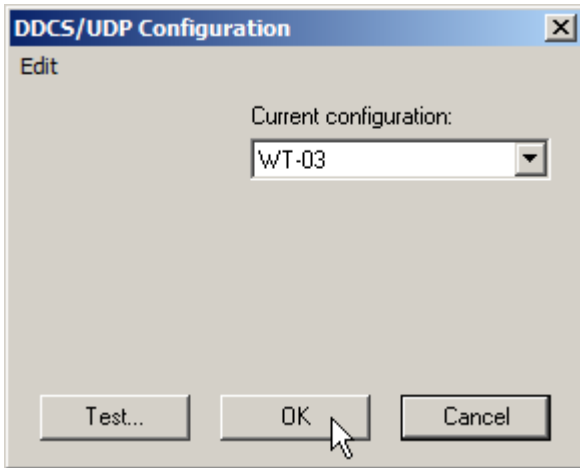 DDCS/UDP Configuration
Edit
Current configuration:
WT-03
Test... OK Cancel